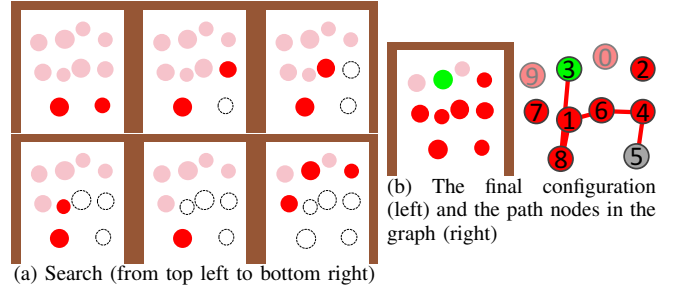 9
3
0
2
7
1
6
4
8
5
(b) The final configuration
(left) and the path nodes in the
graph (right)
(a) Search (from top left to bottom right)